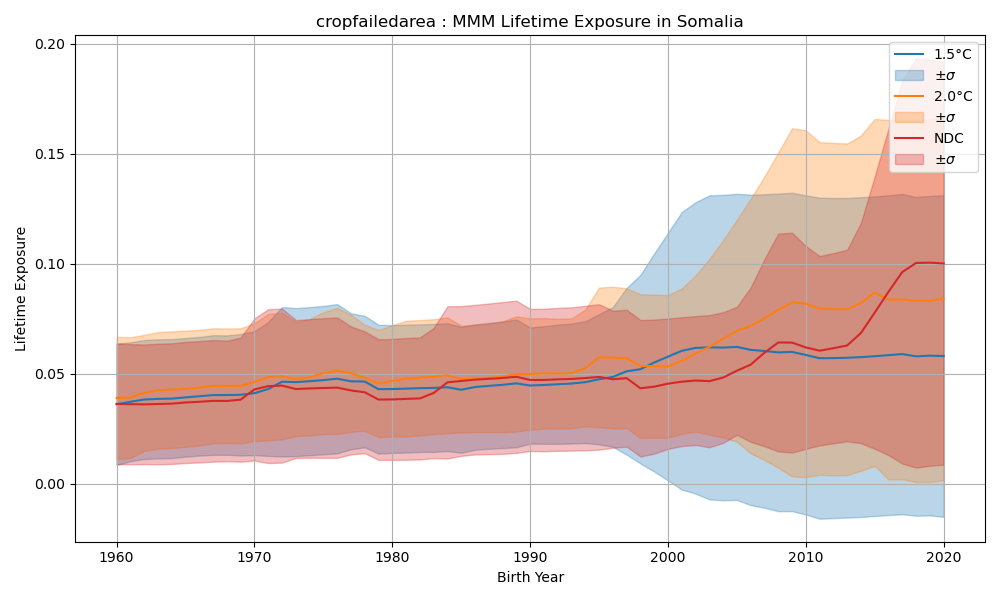 cropfailedarea : MMM Lifetime Exposure in Somalia
0.20
0.15
0.10
0.05
0.00
Lifetime Exposure
1960 1970 1980 1990 2000 2010 2020
Birth Year
1.5°C
±σ
2.0°C
±σ
NDC
±σ